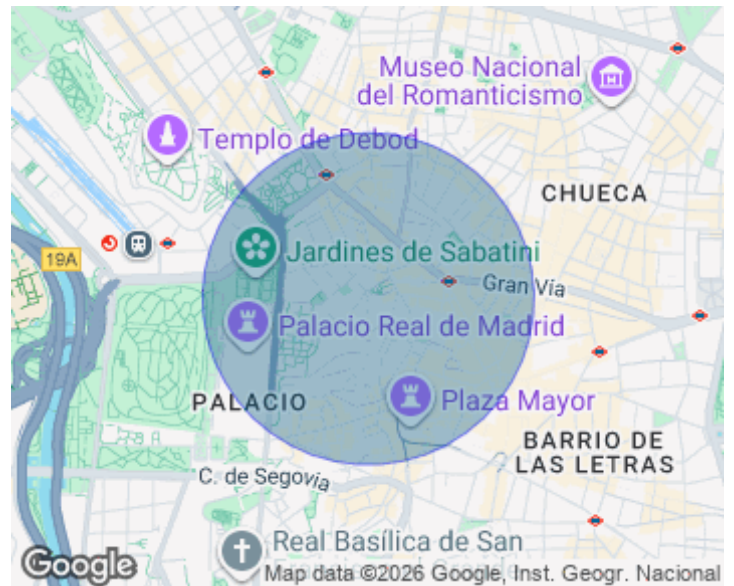 Museo Nacional
del Romanticismo
Templo de Debod
CHUECA
19A
Jardines de Sabatini
Gran Vía
Palacio Real de Madrid
PALACIO
Plaza Mayor
BARRIO DE
LAS LETRAS
C. de Segovia
Real Basílica de San
Google
Map data ©2026 Google, Inst. Geogr. Nacional